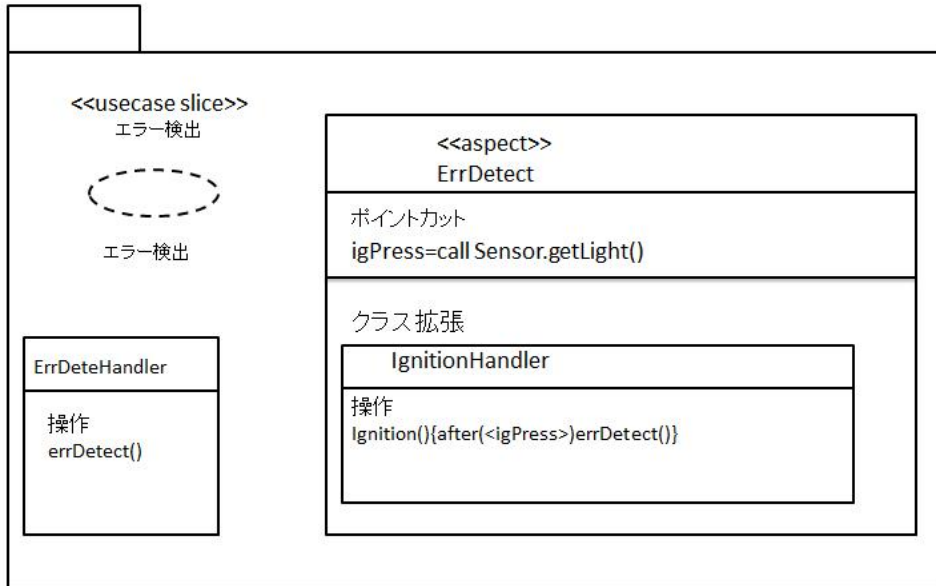 <<usecase slice>>
エラー検出
エラー検出
<<aspect>>
ErrDetect
ポイントカット
igPress=call Sensor.getLight()
クラス拡張
IgnitionHandler
操作
Ignition(){after(<igPress>)errDetect()}
ErrDeteHandler
操作
errDetect()